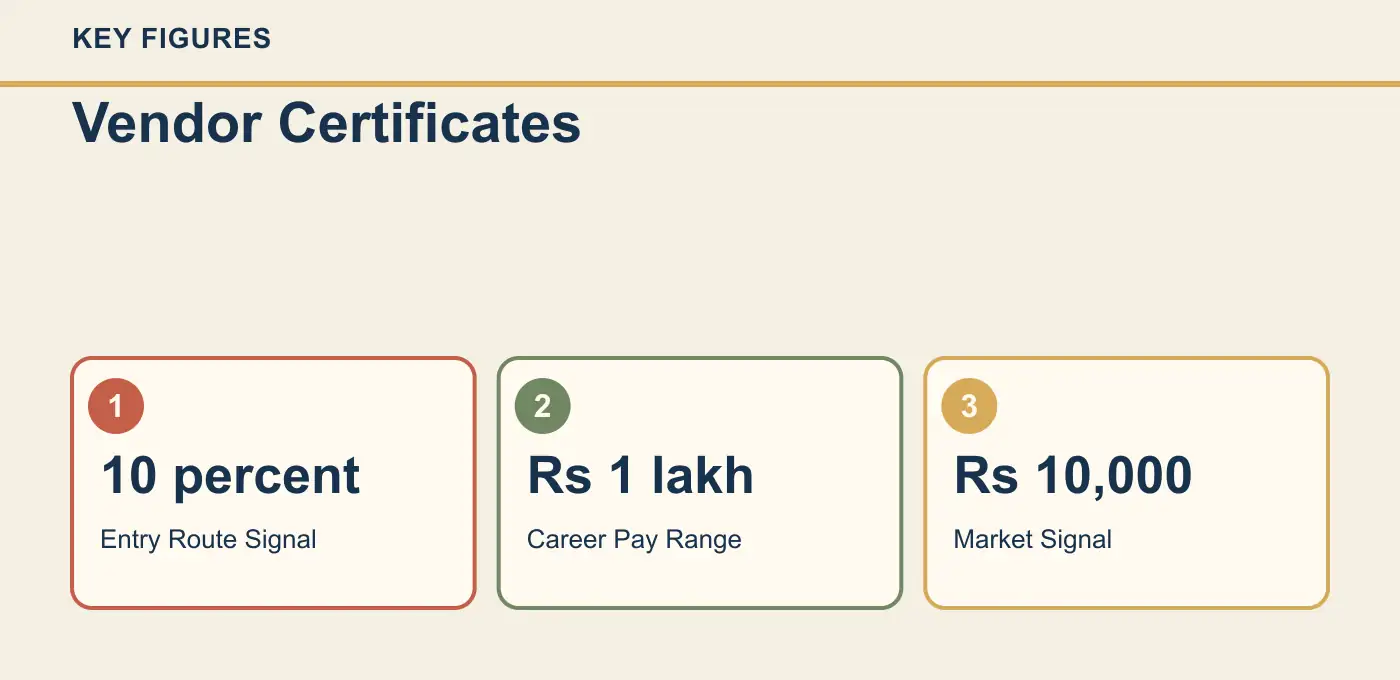 KEY FIGURES
Vendor Certificates
1
10 percent
Entry Route Signal
2
Rs 1 lakh
Career Pay Range
3
Rs 10,000
Market Signal